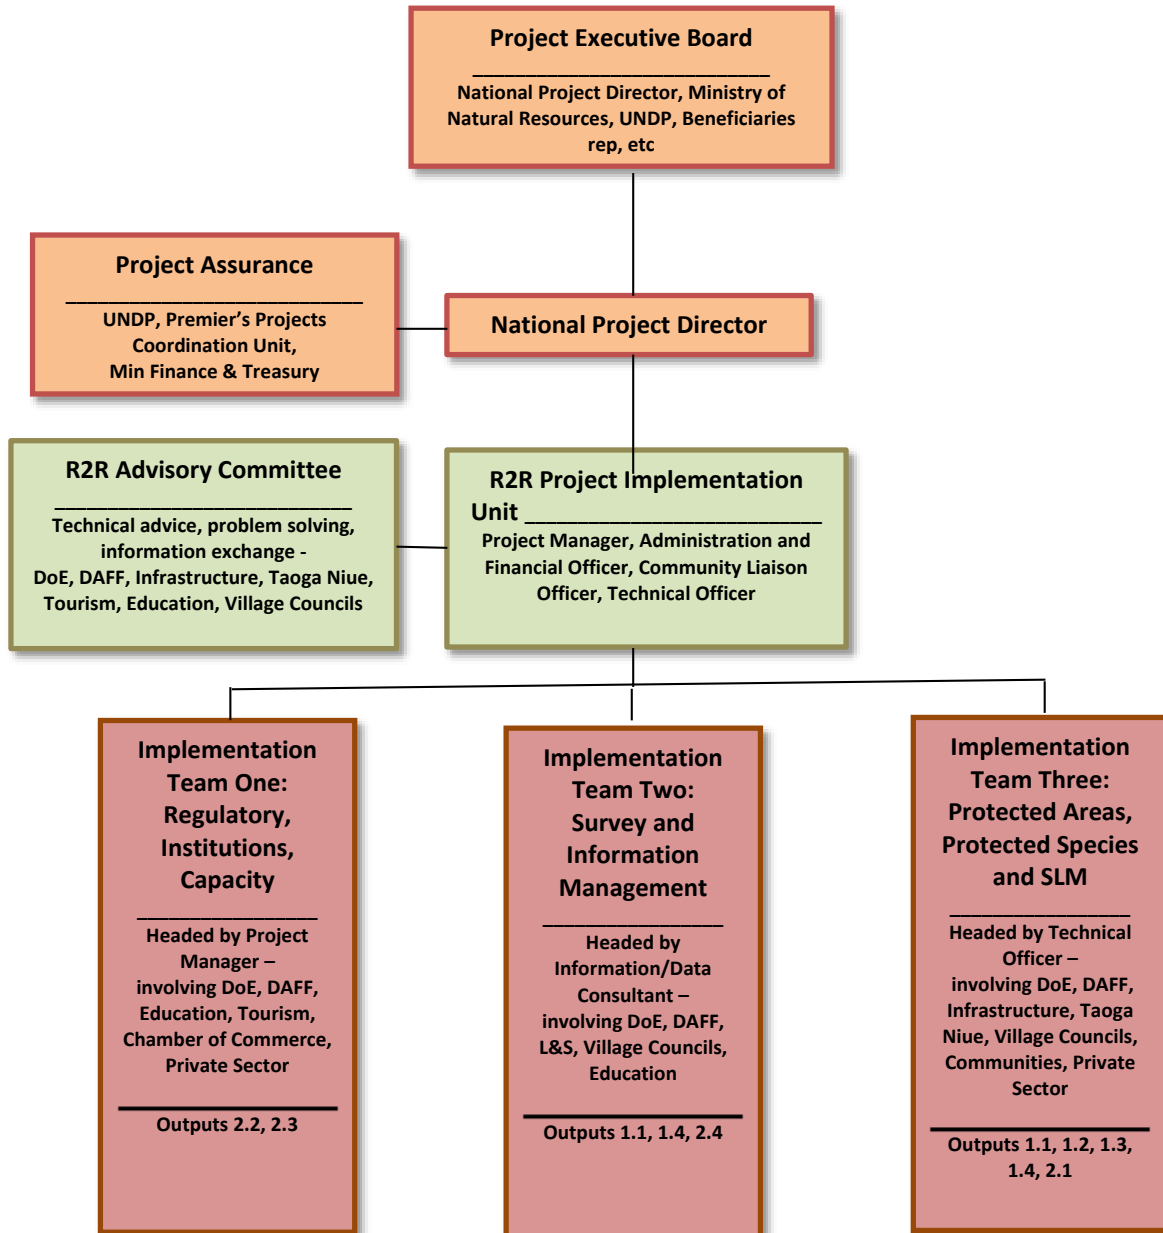 Project Executive Board
____________________________
National Project Director, Ministry of
Natural Resources, UNDP, Beneficiaries
rep, etc
Project Assurance
____________________________
UNDP, Premier’s Projects
Coordination Unit,
Min Finance & Treasury
National Project Director
R2R Advisory Committee
____________________________
Technical advice, problem solving,
information exchange -
DoE, DAFF, Infrastructure, Taoga Niue,
Tourism, Education, Village Councils
R2R Project Implementation
Unit ____________________________
Project Manager, Administration and
Financial Officer, Community Liaison
Officer, Technical Officer
Implementation
Team One:
Regulatory,
Institutions,
Capacity
_________________
Headed by Project
Manager –
involving DoE, DAFF,
Education, Tourism,
Chamber of Commerce,
Private Sector
Outputs 2.2, 2.3
Implementation
Team Two:
Survey and
Information
Management
_________________
Headed by
Information/Data
Consultant –
involving DoE, DAFF,
L&S, Village Councils,
Education
Outputs 1.1, 1.4, 2.4
Implementation
Team Three:
Protected Areas,
Protected Species
and SLM
_________________
Headed by Technical
Officer –
involving DoE, DAFF,
Infrastructure, Taoga
Niue, Village Councils,
Communities, Private
Sector
Outputs 1.1, 1.2, 1.3,
1.4, 2.1